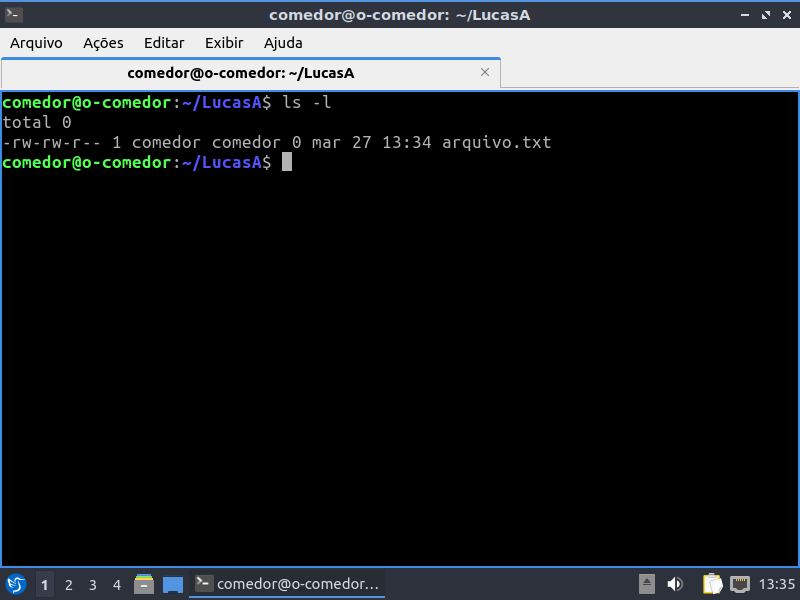 comedor@o-comedor: ~/LucasA
Arquivo Ações Editar Exibir Ajuda
comedor@o-comedor: ~/LucasA
comedor@o-comedor:~/LucasA$ ls -l
total 0
-rw-rw-r-- 1 comedor comedor 0 mar 27 13:34 arquivo.txt
comedor@o-comedor:~/LucasA$
1 2 3 4 comedor@o-comedor... 13:35